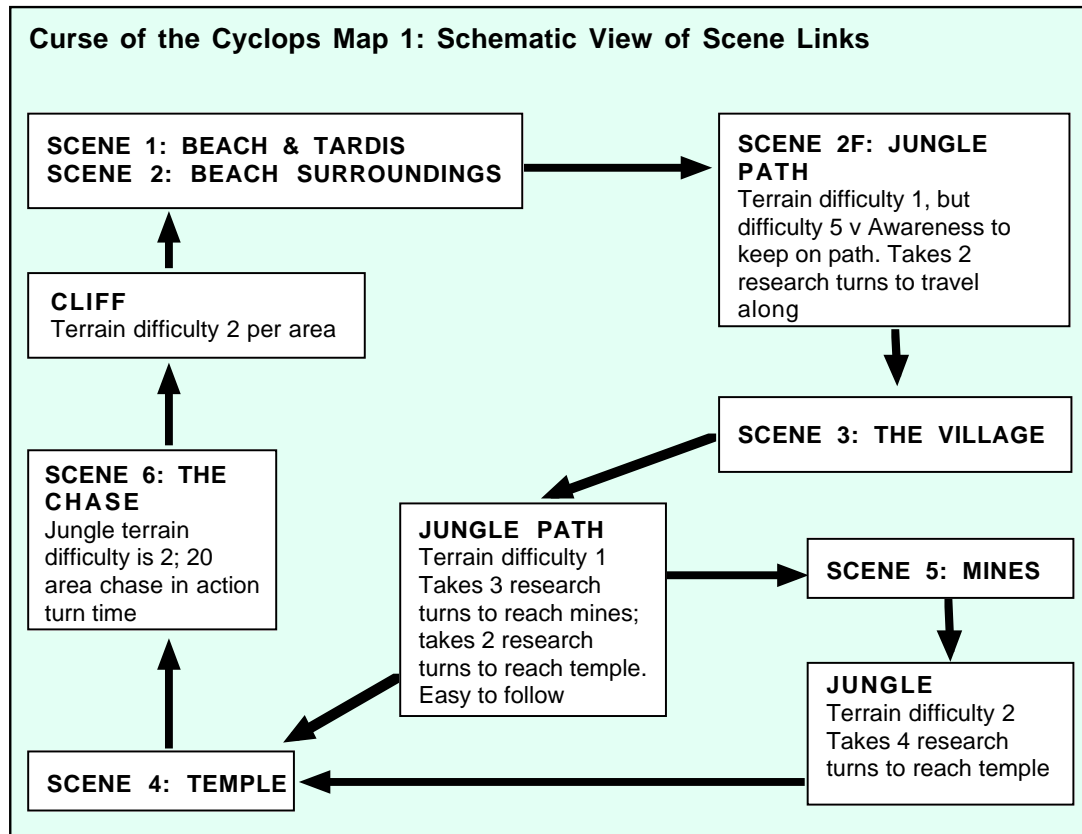 Curse of the Cyclops Map 1: Schematic View of Scene Links
SCENE 1: BEACH & TARDIS
SCENE 2: BEACH SURROUNDINGS
SCENE 2F: JUNGLE
PATH
Terrain difficulty 1, but
difficulty 5 v Awareness to
keep on path. Takes 2
research turns to travel
along
CLIFF
Terrain difficulty 2 per area
SCENE 3: THE VILLAGE
SCENE 6: THE
CHASE
Jungle terrain
difficulty is 2; 20
area chase in action
turn time
JUNGLE PATH
Terrain difficulty 1
Takes 3 research
turns to reach mines;
takes 2 research
turns to reach temple.
Easy to follow
SCENE 5: MINES
JUNGLE
Terrain difficulty 2
Takes 4 research
turns to reach temple
SCENE 4: TEMPLE